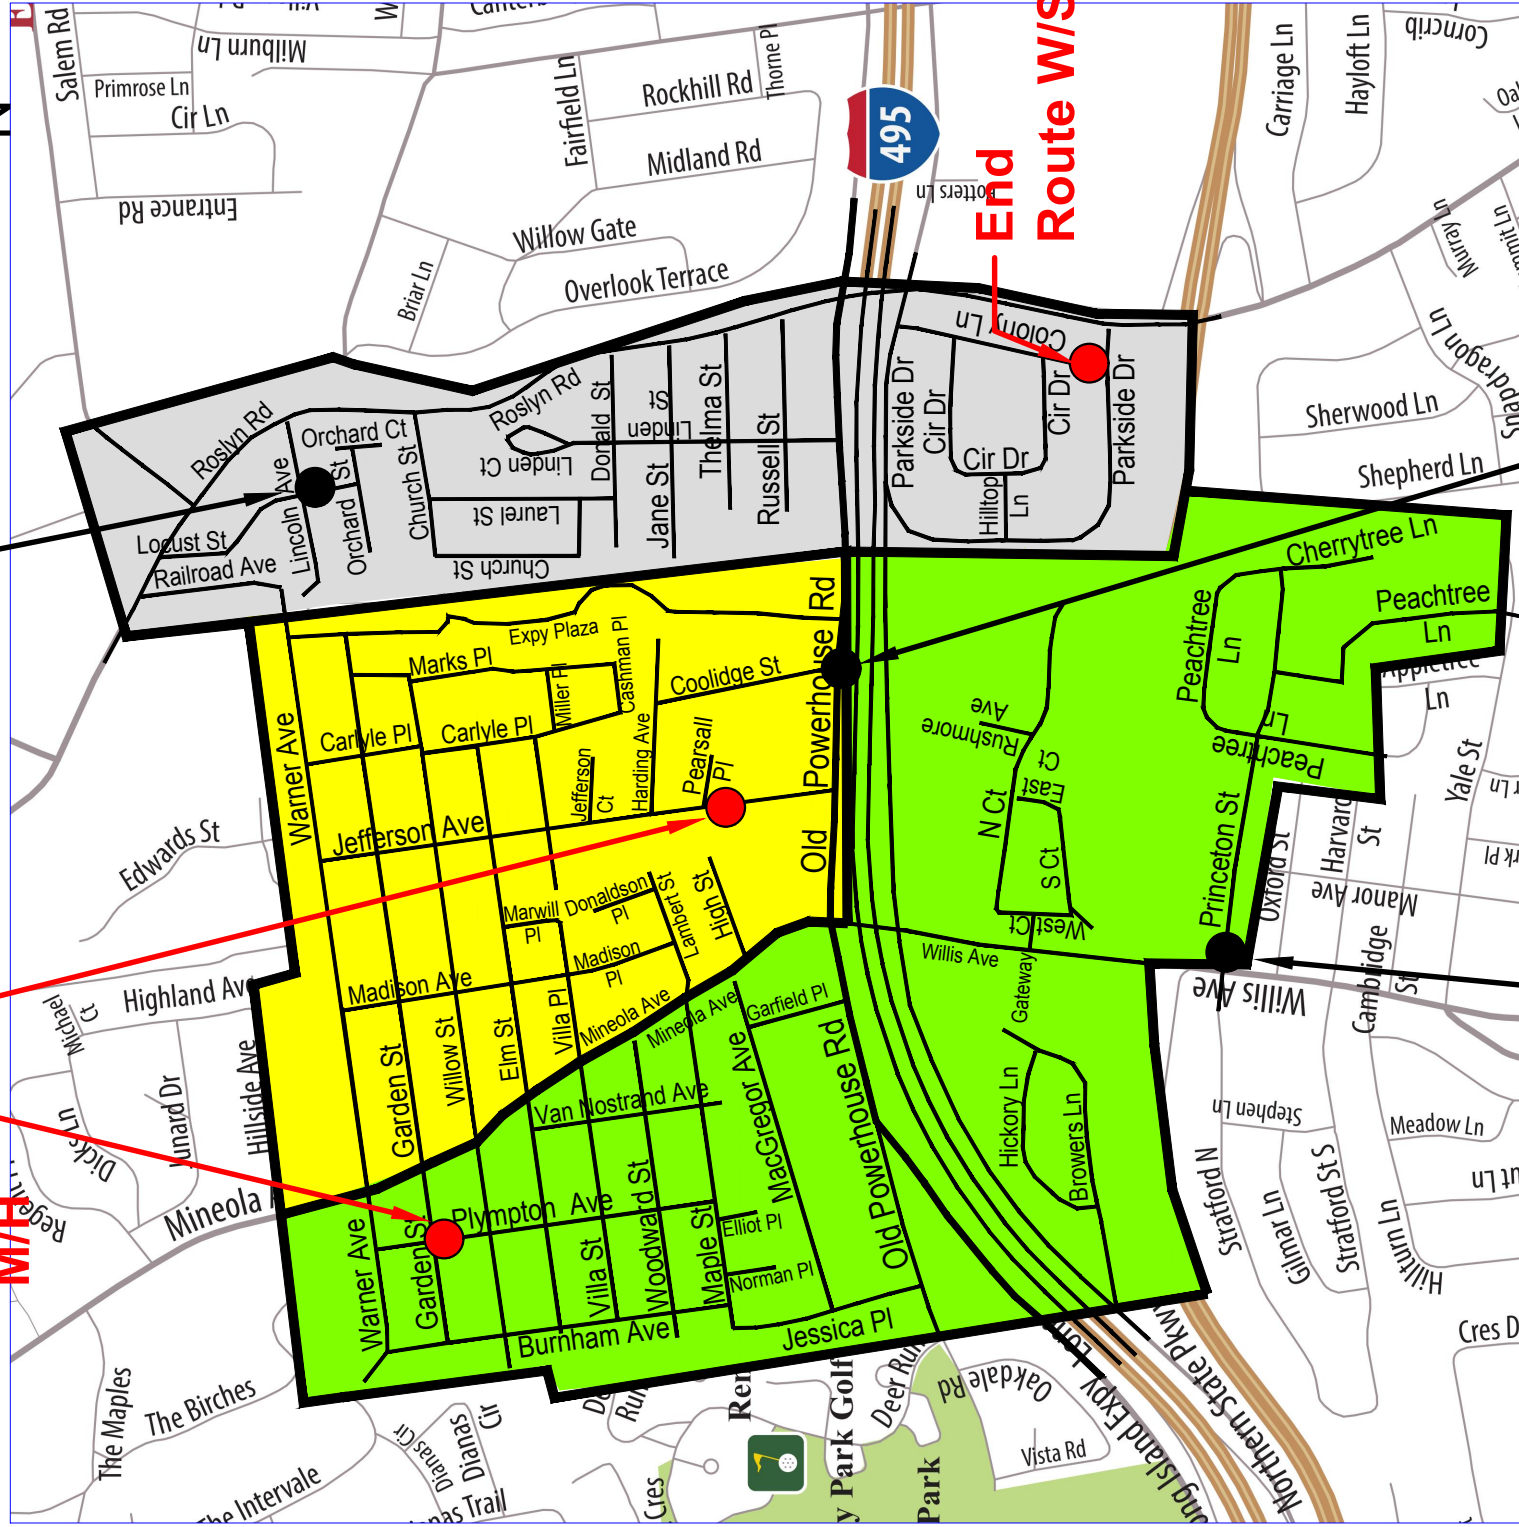 Salem Rd
Milburn Ln
Primrose Ln
Cir Ln
Entrance Rd
Fairfield Ln
Rockhill Rd
Thorne Pl
Midland Rd
Willow Gate
Overlook Terrace
Briar Ln
495
End
Route W/S
Carriage Ln
Hayloft Ln
Corncrib
Murray Ln
Snapdragon Ln
Sherwood Ln
Shepherd Ln
Roslyn Rd
Orchard Ct
Lincoln Ave
Orchard St
Church St
Locust St
Railroad Ave
Roslyn Rd
Linden Ct
Laurel St
Church St
Donald St
Linden St
Jane St
Thelma St
Russell St
Colony Ln
Parkside Dr
Cir Dr
Cir Dr
Cir Dr
Parkside Dr
Hilltop Ln
Cherrytree Ln
Peachtree Ln
Peachtree Ln
Peachtree Ln
Ln
Yale St
Expy Plaza
Marks Pl
Miller Pl
Cashman Pl
Coolidge St
Carlyle Pl
Carlyle Pl
Warner Ave
Jefferson Ave
Jefferson Ct
Harding Ave
Pearsall Pl
Old Powerhouse Rd
Rushmore Ave
East Ct
N Ct
S Ct
West Ct
Princeton St
Oxford St
Harvard St
Manor Ave
Cambridge St
Edwards St
Highland Ave
Michael Ct
Hillside Ave
Marwill Pl
Donaldson Pl
Lambert St
High St
Madison Pl
Madison Ave
Garden St
Willow St
Elm St
Villa Pl
Mineola Ave
Mineola Ave
Garfield Pl
Willis Ave
Gateway
Willis Ave
Van Nostrand Ave
MacGregor Ave
Old Powerhouse Rd
Hickory Ln
Browers Ln
Stephen Ln
Meadow Ln
Stratford N
Gilmar Ln
Stratford S
Hillturn Ln
M/H
Mineola
Plympton Ave
Warner Ave
Garden St
Villa St
Woodward St
Maple St
Elliot Pl
Norman Pl
Burnham Ave
Jessica Pl
The Maples
The Birches
The Intervale
Dianas Cir
Dianas Cir
Deer Run
Park Golf
Park
Oakdale Rd
Vista Rd
Northern State Pkwy
Cres